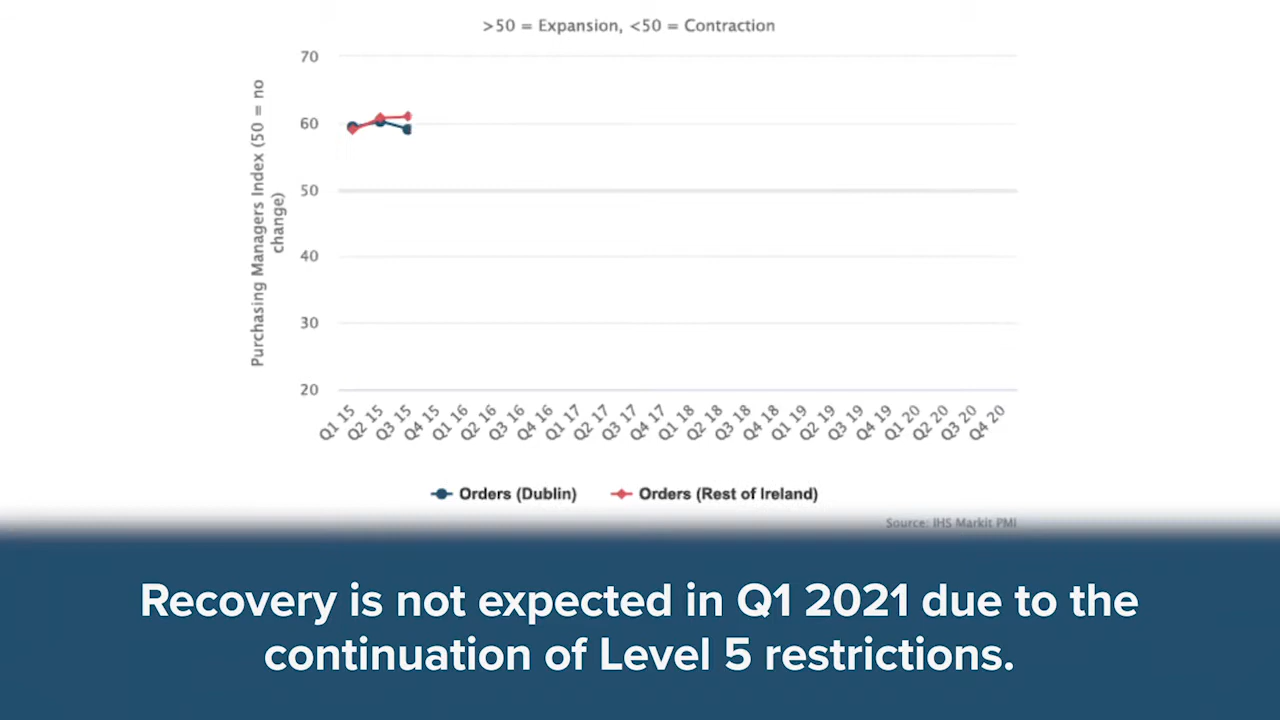 >50 = Expansion, <50 = Contraction
Purchasing Managers Index (50 = no
change)
70
60
50
40
30
20
Q1 15
Q2 15
Q3 15
Q4 15
Q1 16
Q2 16
Q3 16
Q4 16
Q1 17
Q2 17
Q3 17
Q4 17
Q1 18
Q2 18
Q3 18
Q4 18
Q1 19
Q2 19
Q3 19
Q4 19
Q1 20
Q2 20
Q3 20
Q4 20
Orders (Dublin)
Orders (Rest of Ireland)
Source: IHS Markit PMI
Recovery is not expected in Q1 2021 due to the
continuation of Level 5 restrictions.